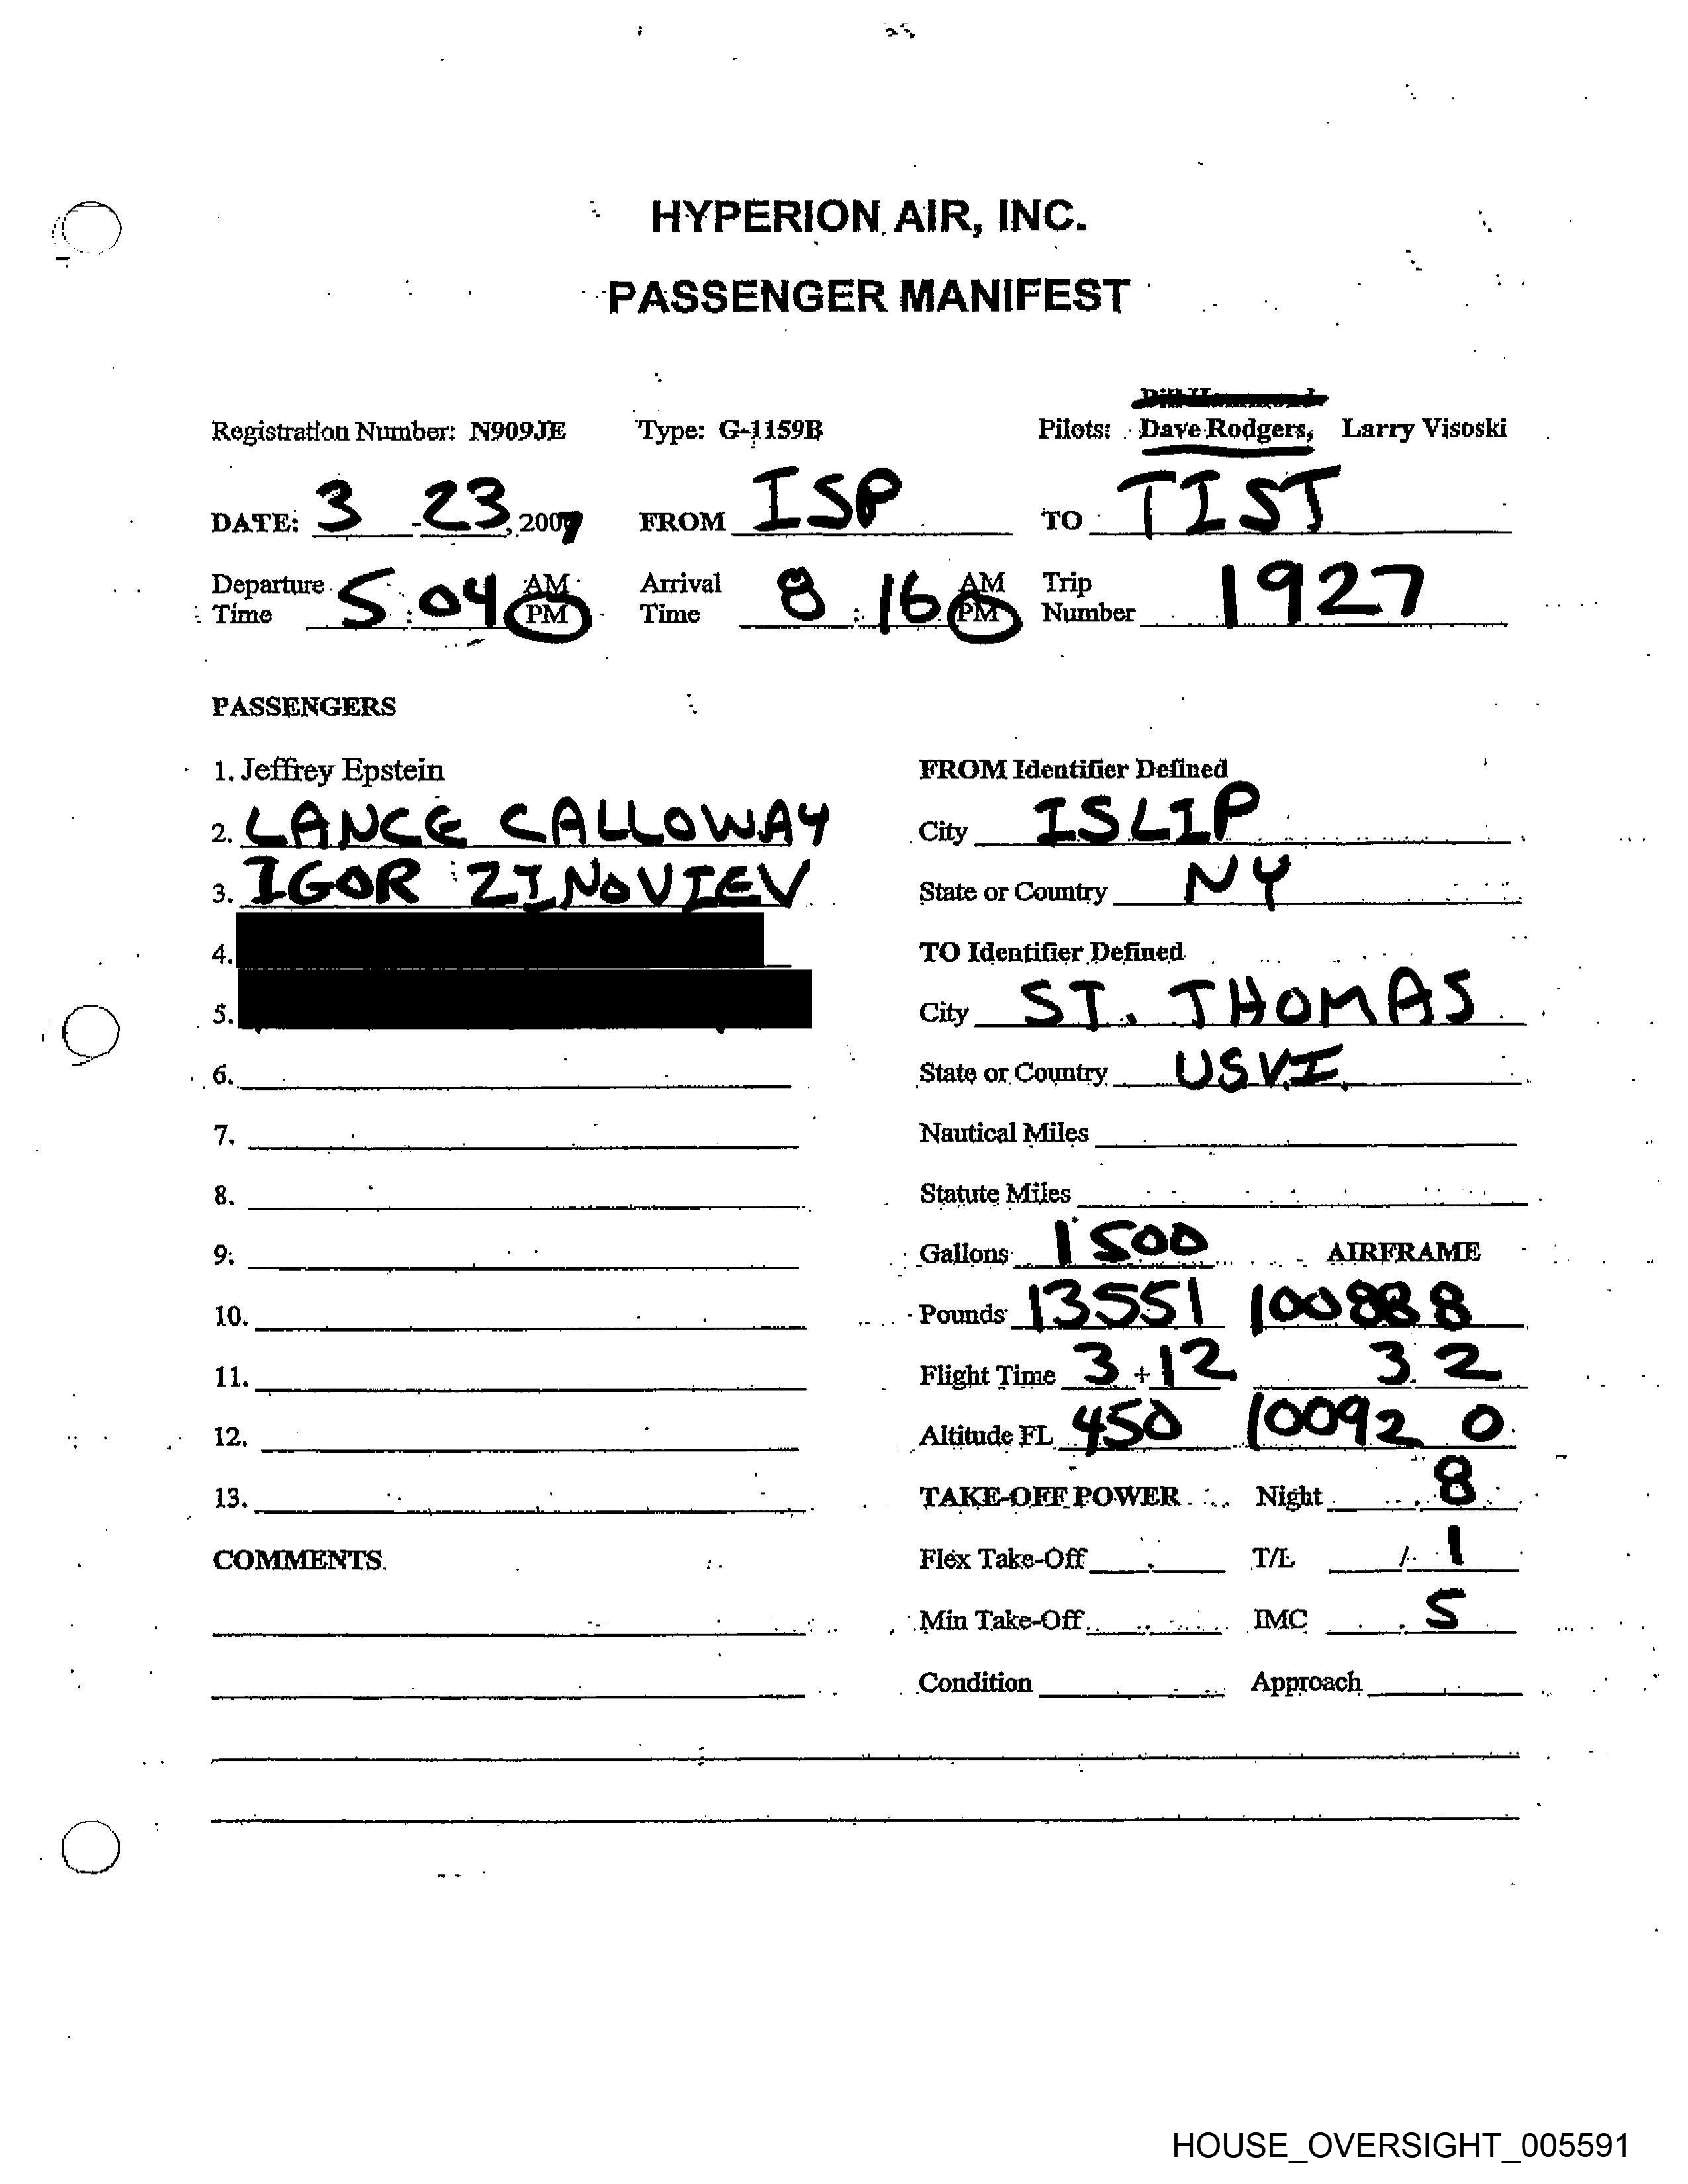 HYPERION AIR, INC.
PASSENGER MANIFEST
Registration Number: N909JE Type: G-1159B Pilots: Dave Rodgers, Larry Visoski
DATE: 3 - 23, 2007 FROM ISP TO TIST
Departure Time 5:04 AM PM Arrival Time 8:16 AM PM Trip Number 1927
PASSENGERS
1. Jeffrey Epstein
2. LANCE CALLOWAY
3. IGOR ZINOVIEV
4.
5.
6.
7.
8.
9.
10.
11.
12.
13.
COMMENTS
FROM Identifier Defined
City ISLIP
State or Country NY
TO Identifier Defined
City ST. THOMAS
State or Country USVI
Nautical Miles
Statute Miles
Gallons 1500 AIRFRAME
Pounds 13551 10088 8
Flight Time 3 + 12 3.2
Altitude FL 450 10092 0
TAKE-OFF POWER Night .8
Flex Take-Off T/L / 1
Min Take-Off IMC .5
Condition Approach
HOUSE_OVERSIGHT_005591